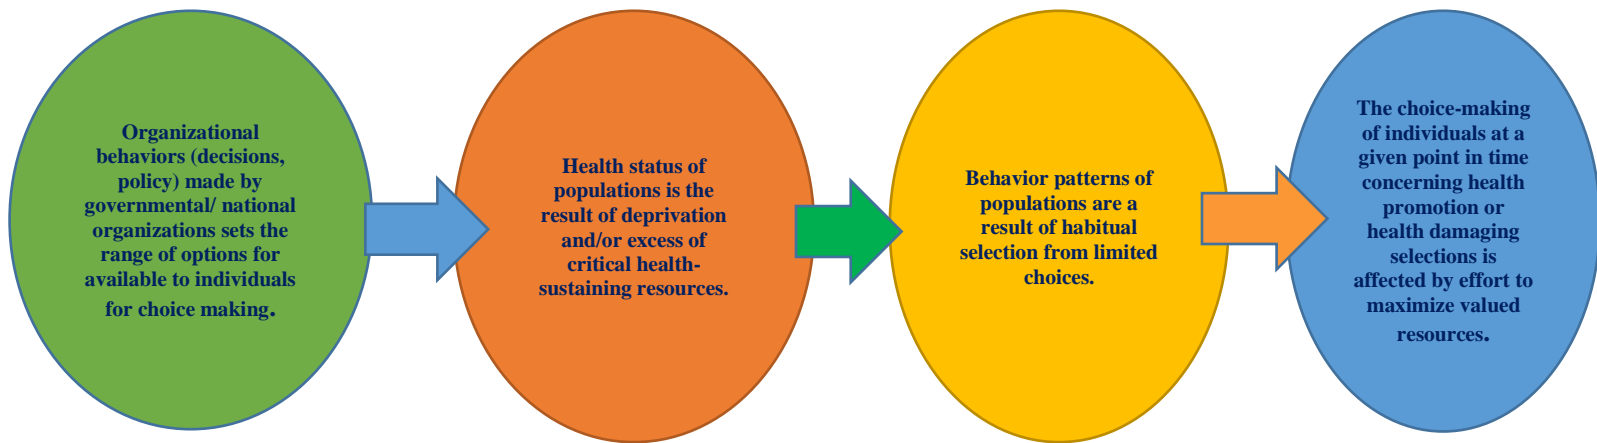 Organizational
behaviors (decisions,
policy) made by
governmental/ national
organizations sets the
range of options for
available to individuals
for choice making.
Health status of
populations is the
result of deprivation
and/or excess of
critical health-
sustaining resources.
Behavior patterns of
populations are a
result of habitual
selection from limited
choices.
The choice-making
of individuals at a
given point in time
concerning health
promotion or
health damaging
selections is
affected by effort to
maximize valued
resources.